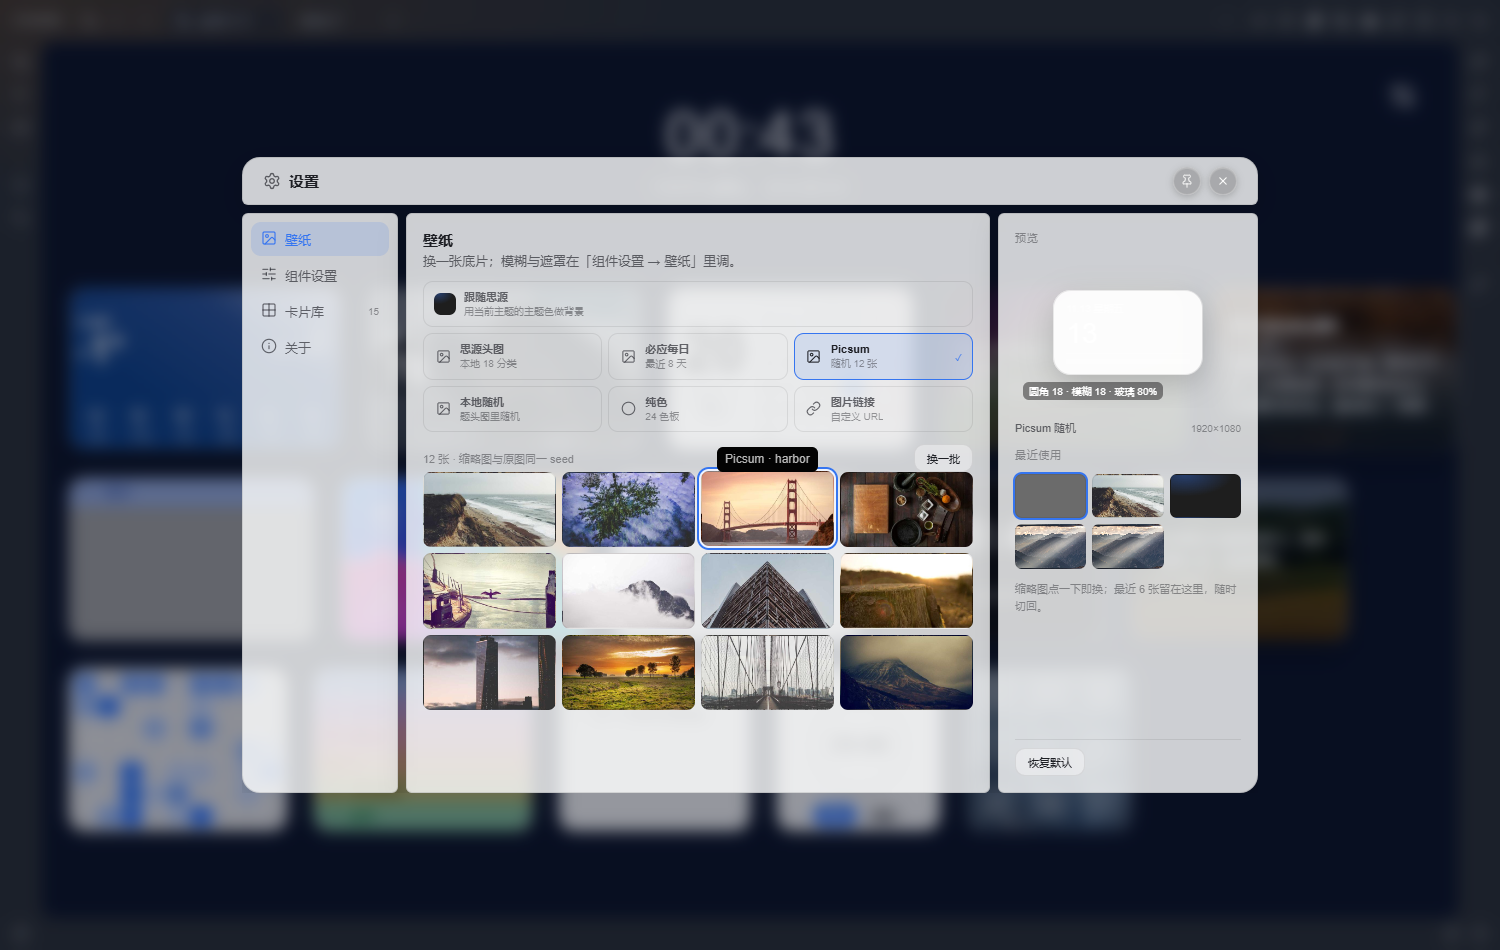 00:43
设置
壁纸
组件设置
卡片库 15
关于
壁纸
换一张底片；模糊与遮罩在「组件设置 → 壁纸」里调。
跟随思源
用当前主题的主题色做背景
思源头图
本地 18 分类
必应每日
最近 8 天
Picsum
随机 12 张
✓
本地随机
题头图里随机
纯色
24 色板
图片链接
自定义 URL
12 张 · 缩略图与原图同一 seed
Picsum · harbor
换一批
预览
13
圆角 18 · 模糊 18 · 玻璃 80%
Picsum 随机 1920×1080
最近使用
缩略图点一下即换；最近 6 张留在这里，随时
切回。
恢复默认